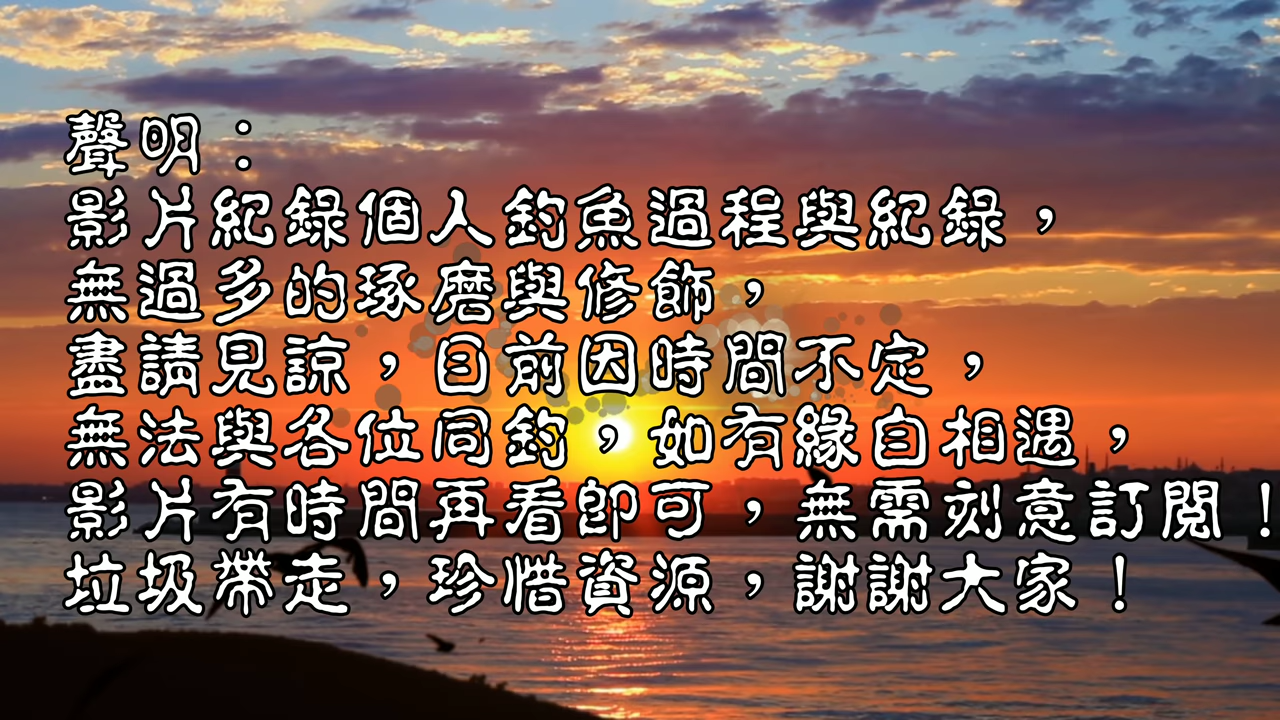 聲明：
影片紀錄個人釣魚過程與紀錄，
無過多的琢磨與修飾，
盡請見諒，目前因時間不定，
無法與各位同釣，如有緣自相遇，
影片有時間再看即可，無需刻意訂閱！
垃圾帶走，珍惜資源，謝謝大家！